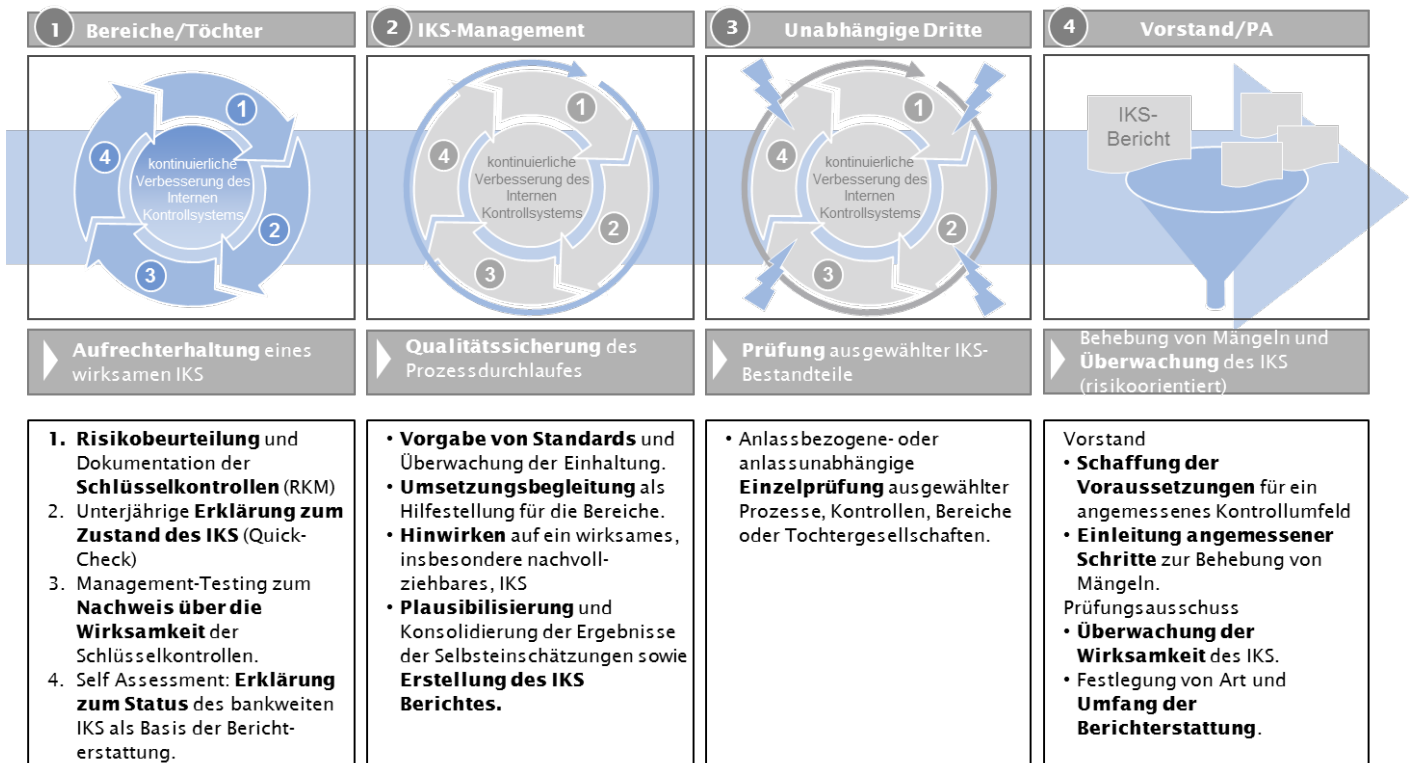 1 Bereiche/Töchter
2 IKS-Management
3 Unabhängige Dritte
4 Vorstand/PA
1
2
3
4
kontinuierliche
Verbesserung des
Internen
Kontrollsystems
1
2
3
4
kontinuierliche
Verbesserung des
Internen
Kontrollsystems
1
2
3
4
kontinuierliche
Verbesserung des
Internen
Kontrollsystems
IKS-
Bericht
Aufrechterhaltung eines
wirksamen IKS
Qualitätssicherung des
Prozessdurchlaufes
Prüfung ausgewählter IKS-
Bestandteile
Behebung von Mängeln und
Überwachung des IKS
(risikoorientiert)
1. Risikobeurteilung und
Dokumentation der
Schlüsselkontrollen (RKM)
2. Unterjährige Erklärung zum
Zustand des IKS (Quick-
Check)
3. Management-Testing zum
Nachweis über die
Wirksamkeit der
Schlüsselkontrollen.
4. Self Assessment: Erklärung
zum Status des bankweiten
IKS als Basis der Bericht-
erstattung.
• Vorgabe von Standards und
Überwachung der Einhaltung.
• Umsetzungsbegleitung als
Hilfestellung für die Bereiche.
• Hinwirken auf ein wirksames,
insbesondere nachvoll-
ziehbares, IKS
• Plausibilisierung und
Konsolidierung der Ergebnisse
der Selbsteinschätzungen sowie
Erstellung des IKS
Berichtes.
• Anlassbezogene- oder
anlassunabhängige
Einzelprüfung ausgewählter
Prozesse, Kontrollen, Bereiche
oder Tochtergesellschaften.
Vorstand
• Schaffung der
Voraussetzungen für ein
angemessenes Kontrollumfeld
• Einleitung angemessener
Schritte zur Behebung von
Mängeln.
Prüfungsausschuss
• Überwachung der
Wirksamkeit des IKS.
• Festlegung von Art und
Umfang der
Berichterstattung.